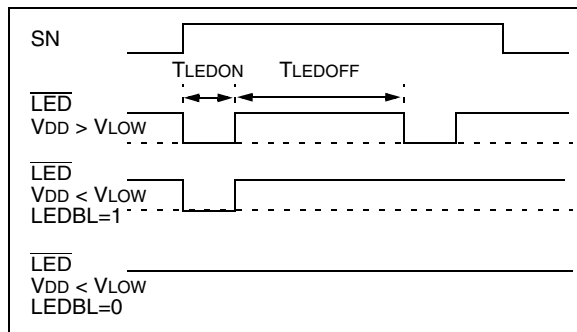 SN
TLEDON TLEDOFF
LED
VDD > VLOW
LED
VDD < VLOW
LEDBL=1
LED
VDD < VLOW
LEDBL=0